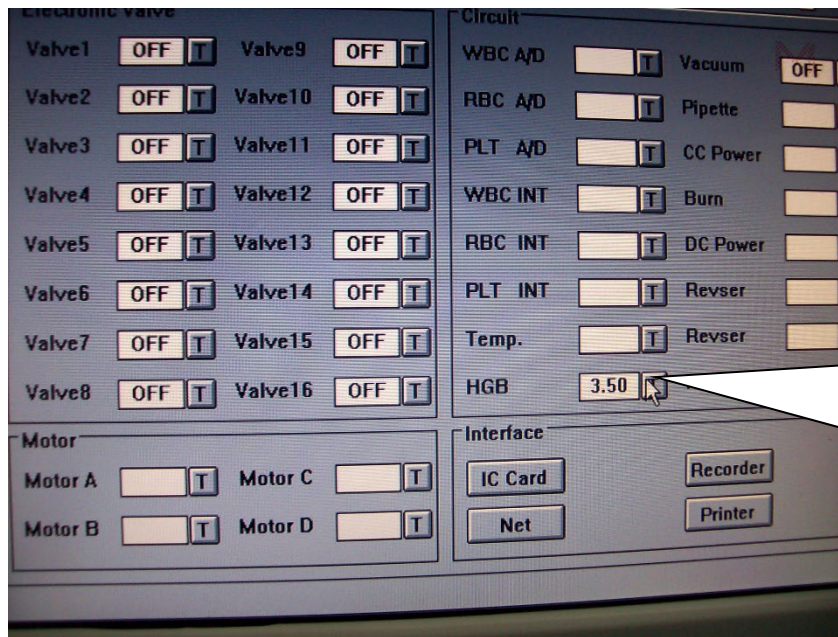 Electronic Valve
Valve1 OFF T Valve9 OFF T
Valve2 OFF T Valve10 OFF T
Valve3 OFF T Valve11 OFF T
Valve4 OFF T Valve12 OFF T
Valve5 OFF T Valve13 OFF T
Valve6 OFF T Valve14 OFF T
Valve7 OFF T Valve15 OFF T
Valve8 OFF T Valve16 OFF T
Circuit
WBC A/D T Vacuum OFF
RBC A/D T Pipette
PLT A/D T CC Power
WBC INT T Burn
RBC INT T DC Power
PLT INT T Revser
Temp. T Revser
HGB 3.50
Motor
Motor A T Motor C T
Motor B T Motor D T
Interface
IC Card Recorder
Net Printer